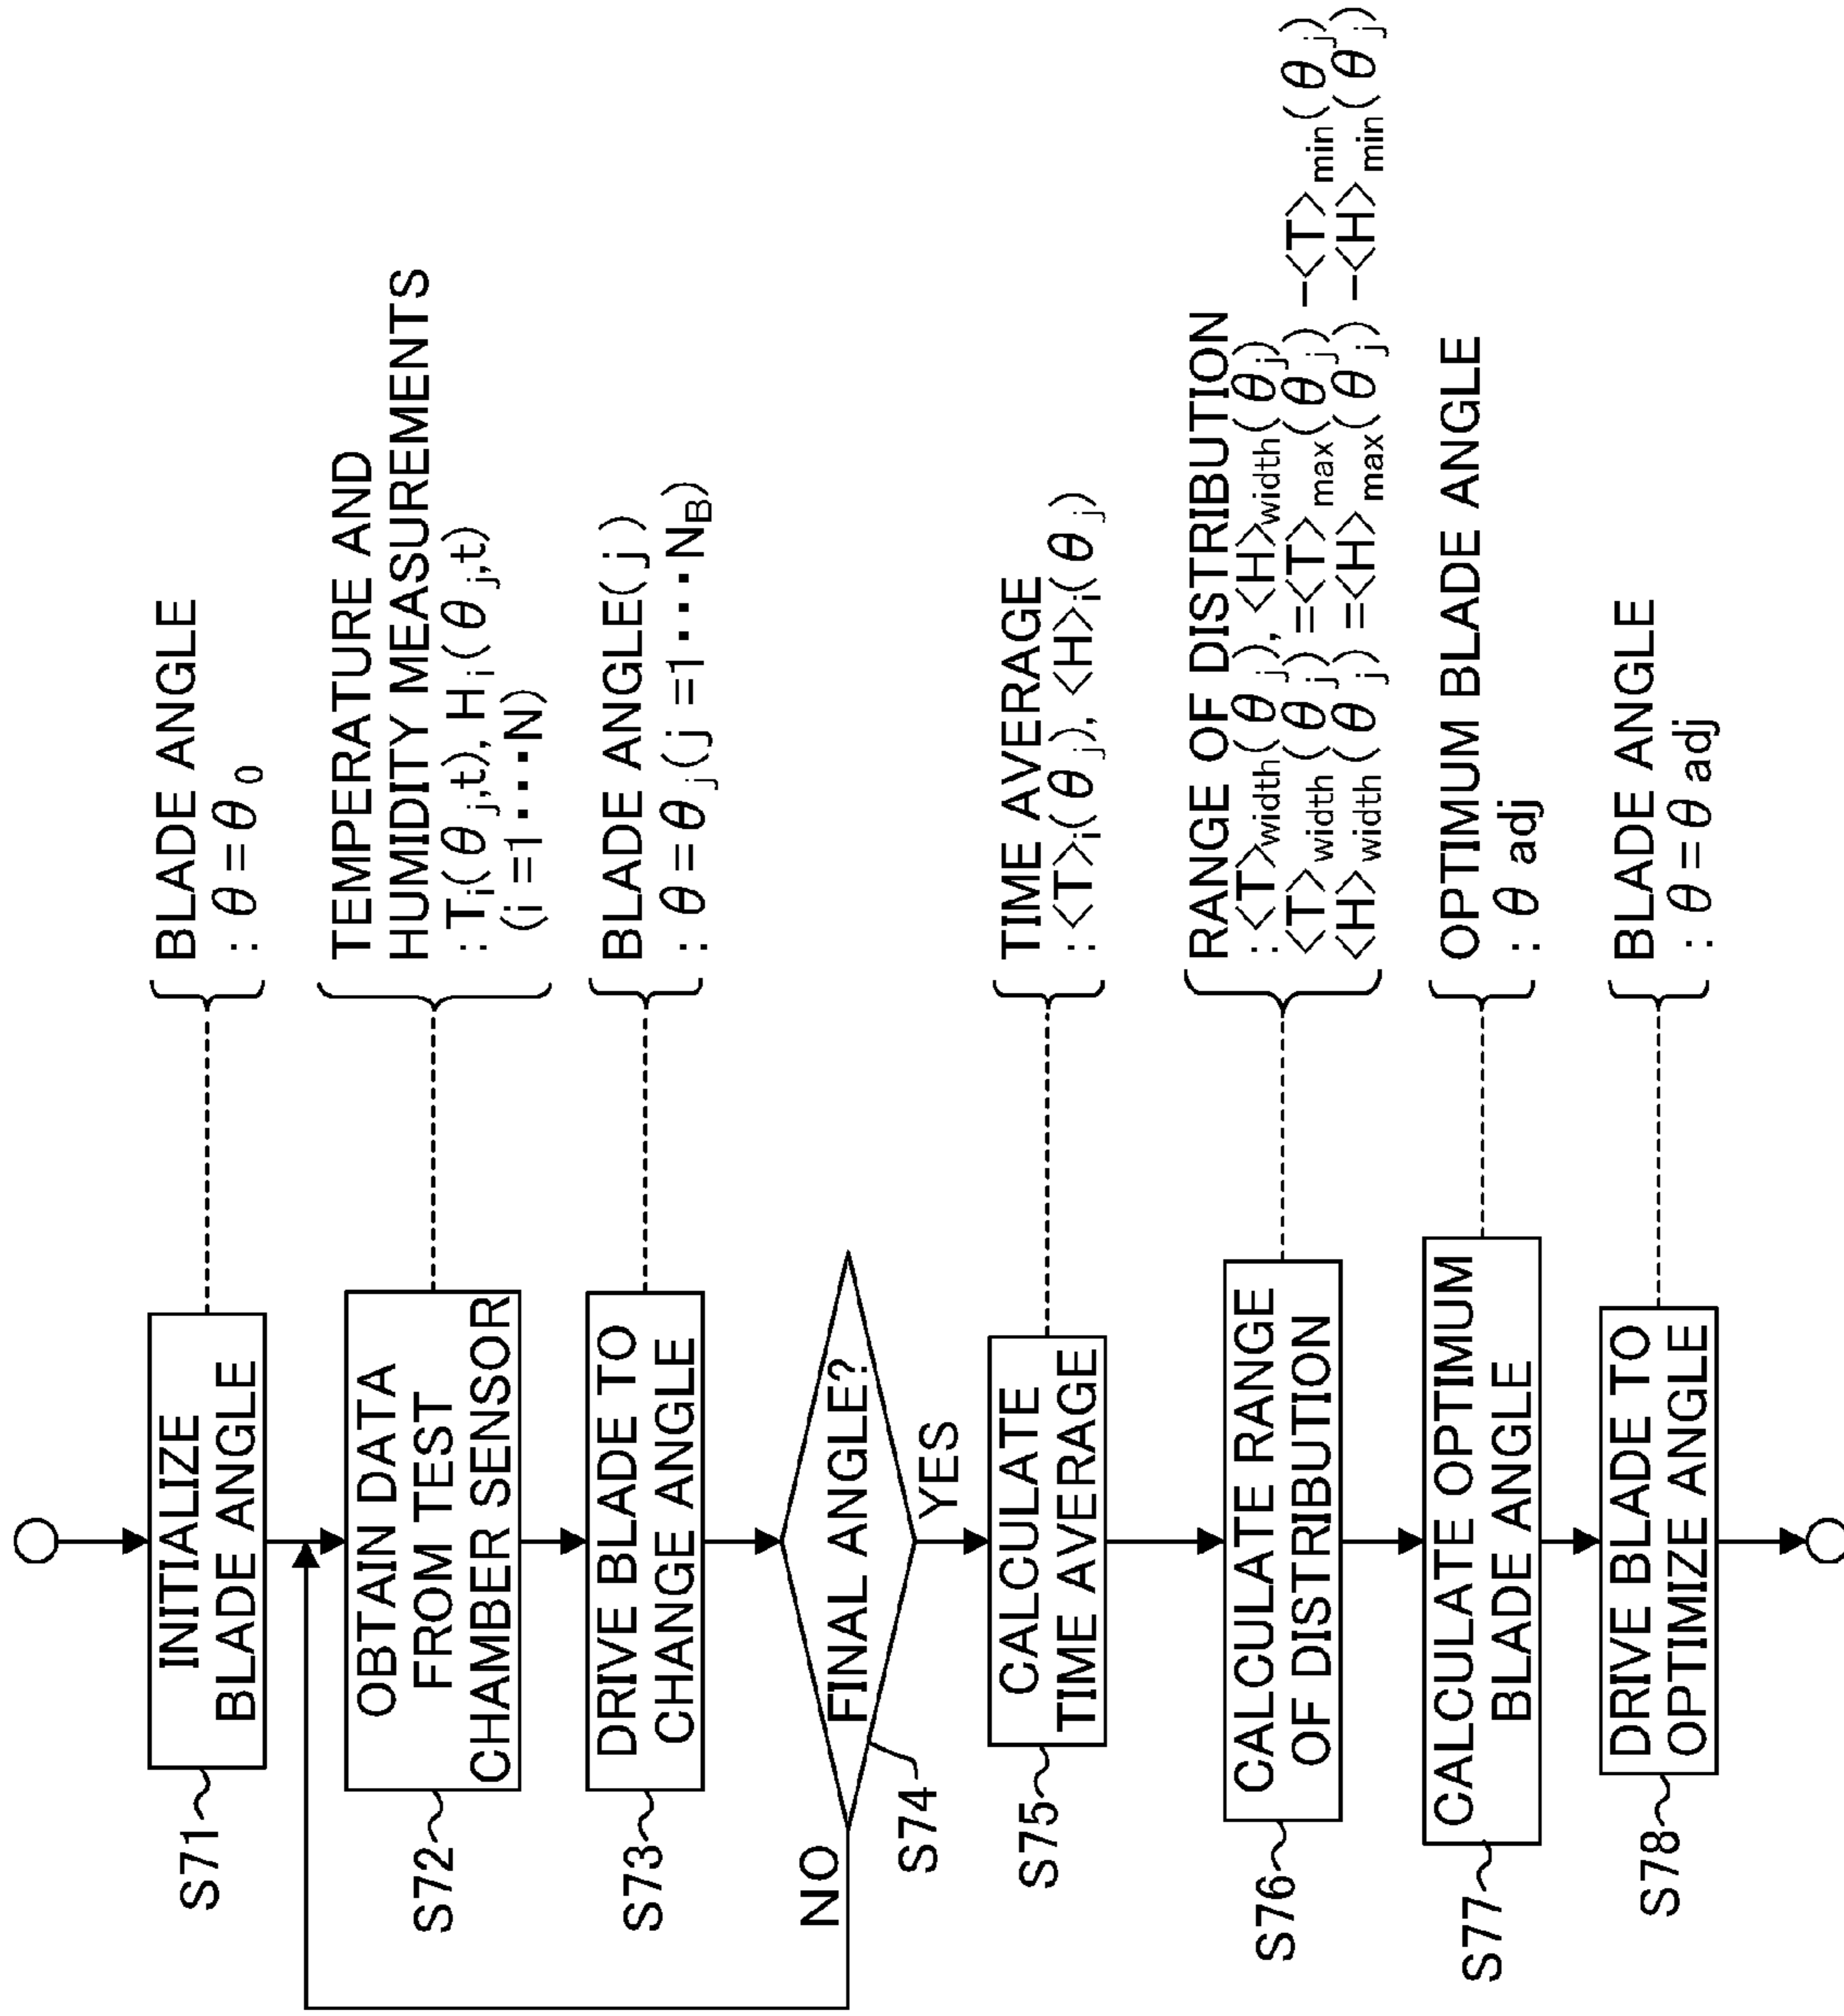 S71
INITIALIZE
BLADE ANGLE
BLADE ANGLE
: θ = θ 0
S72
OBTAIN DATA
FROM TEST
CHAMBER SENSOR
TEMPERATURE AND
HUMIDITY MEASUREMENTS
: Ti(θ j,t), Hi(θ j,t)
(i =1・・・・N)
S73
DRIVE BLADE TO
CHANGE ANGLE
BLADE ANGLE(j)
: θ = θ j(j =1・・・・NB)
NO
FINAL ANGLE?
S74
YES
S75
CALCULATE
TIME AVERAGE
TIME AVERAGE
:<T>i(θ j), <H>i(θ j)
S76
CALCULATE RANGE
OF DISTRIBUTION
RANGE OF DISTRIBUTION
:<T>width(θ j), <H>width(θ j)
<T>width(θ j)=<T>max(θ j)-<T>min(θ j)
<H>width(θ j)=<H>max(θ j)-<H>min(θ j)
S77
CALCULATE OPTIMUM
BLADE ANGLE
OPTIMUM BLADE ANGLE
: θ adj
S78
DRIVE BLADE TO
OPTIMIZE ANGLE
BLADE ANGLE
: θ = θ adj